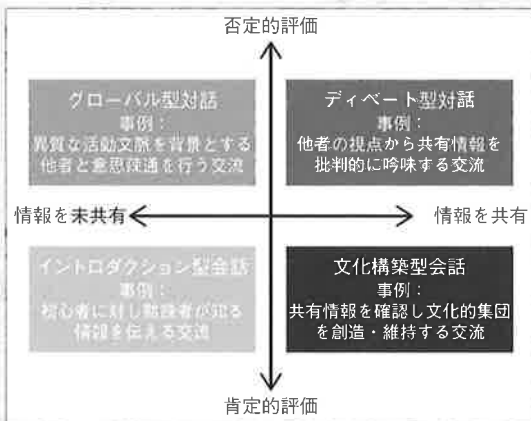 否定的評価
グローバル型対話
事例：
異質な活動文脈を背景とする
他者と意思疎通を行う交流
ディベート型対話
事例：
他者の視点から共有情報を
批判的に吟味する交流
情報を未共有
情報を共有
イントロダクション型会話
事例：
初心者に対し熟練者が知る
情報を伝える交流
文化構築型会話
事例：
共有情報を確認し文化的集団
を創造・維持する交流
肯定的評価